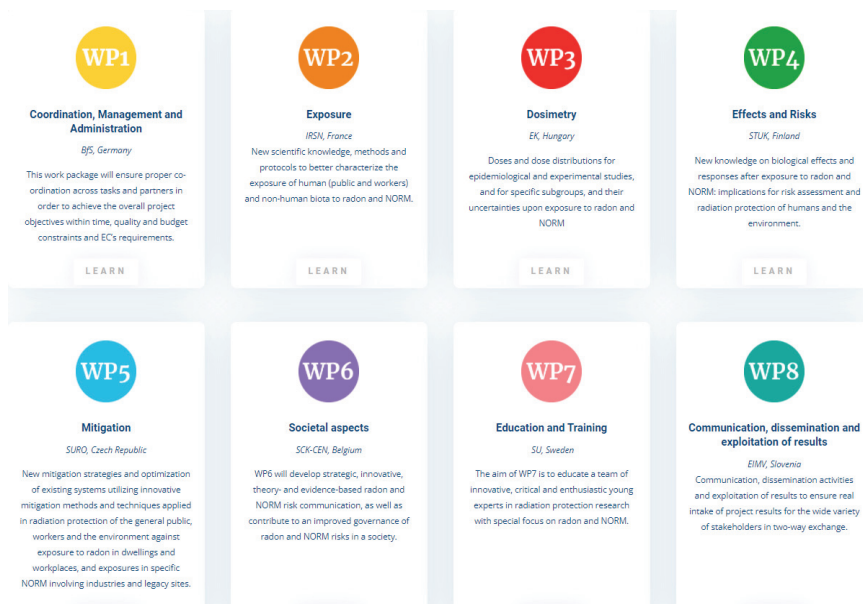 WP1
Coordination, Management and
Administration
BfS, Germany
This work package will ensure proper co-
ordination across tasks and partners in
order to achieve the overall project
objectives within time, quality and budget
constraints and EC's requirements.
LEARN
WP2
Exposure
IRSN, France
New scientific knowledge, methods and
protocols to better characterize the
exposure of human (public and workers)
and non-human biota to radon and NORM.
LEARN
WP3
Dosimetry
EK, Hungary
Doses and dose distributions for
epidemiological and experimental studies,
and for specific subgroups, and their
uncertainties upon exposure to radon and
NORM
LEARN
WP4
Effects and Risks
STUK, Finland
New knowledge on biological effects and
responses after exposure to radon and
NORM: implications for risk assessment and
radiation protection of humans and the
environment.
LEARN
WP5
Mitigation
SURO, Czech Republic
New mitigation strategies and optimization
of existing systems utilizing innovative
mitigation methods and techniques applied
in radiation protection of the general public,
workers and the environment against
exposure to radon in dwellings and
workplaces, and exposures in specific
NORM involving industries and legacy sites.
WP6
Societal aspects
SCK-CEN, Belgium
WP6 will develop strategic, innovative,
theory- and evidence-based radon and
NORM risk communication, as well as
contribute to an improved governance of
radon and NORM risks in a society.
WP7
Education and Training
SU, Sweden
The aim of WP7 is to educate a team of
innovative, critical and enthusiastic young
experts in radiation protection research
with special focus on radon and NORM.
WP8
Communication, dissemination and
exploitation of results
EIMV, Slovenia
Communication, dissemination activities
and exploitation of results to ensure real
intake of project results for the wide variety
of stakeholders in two-way exchange.